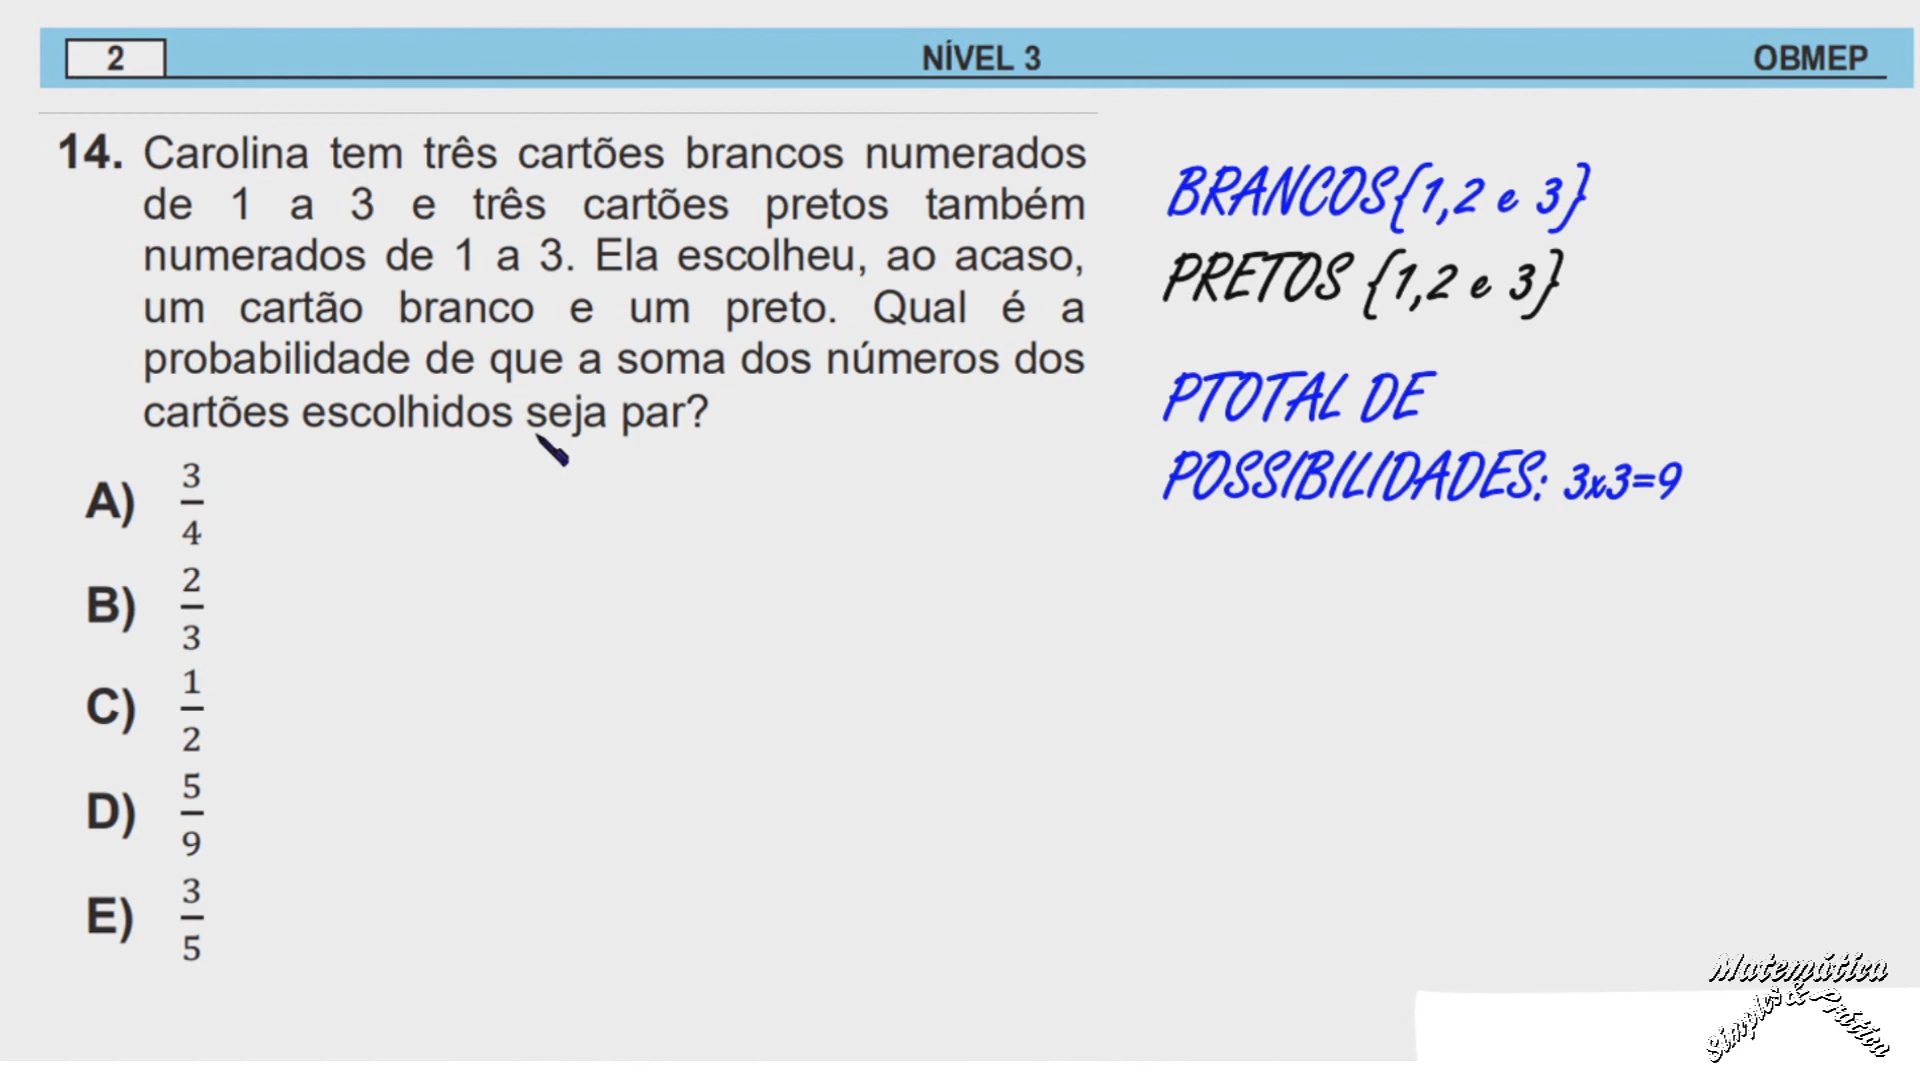 2 NÍVEL 3 OBMEP
14. Carolina tem três cartões brancos numerados
de 1 a 3 e três cartões pretos também
numerados de 1 a 3. Ela escolheu, ao acaso,
um cartão branco e um preto. Qual é a
probabilidade de que a soma dos números dos
cartões escolhidos seja par?
A) 3/4
B) 2/3
C) 1/2
D) 5/9
E) 3/5
BRANCOS{1,2 e 3}
PRETOS {1,2 e 3}
PTOTAL DE
POSSIBILIDADES: 3x3=9
Matemática
Simples & Prática